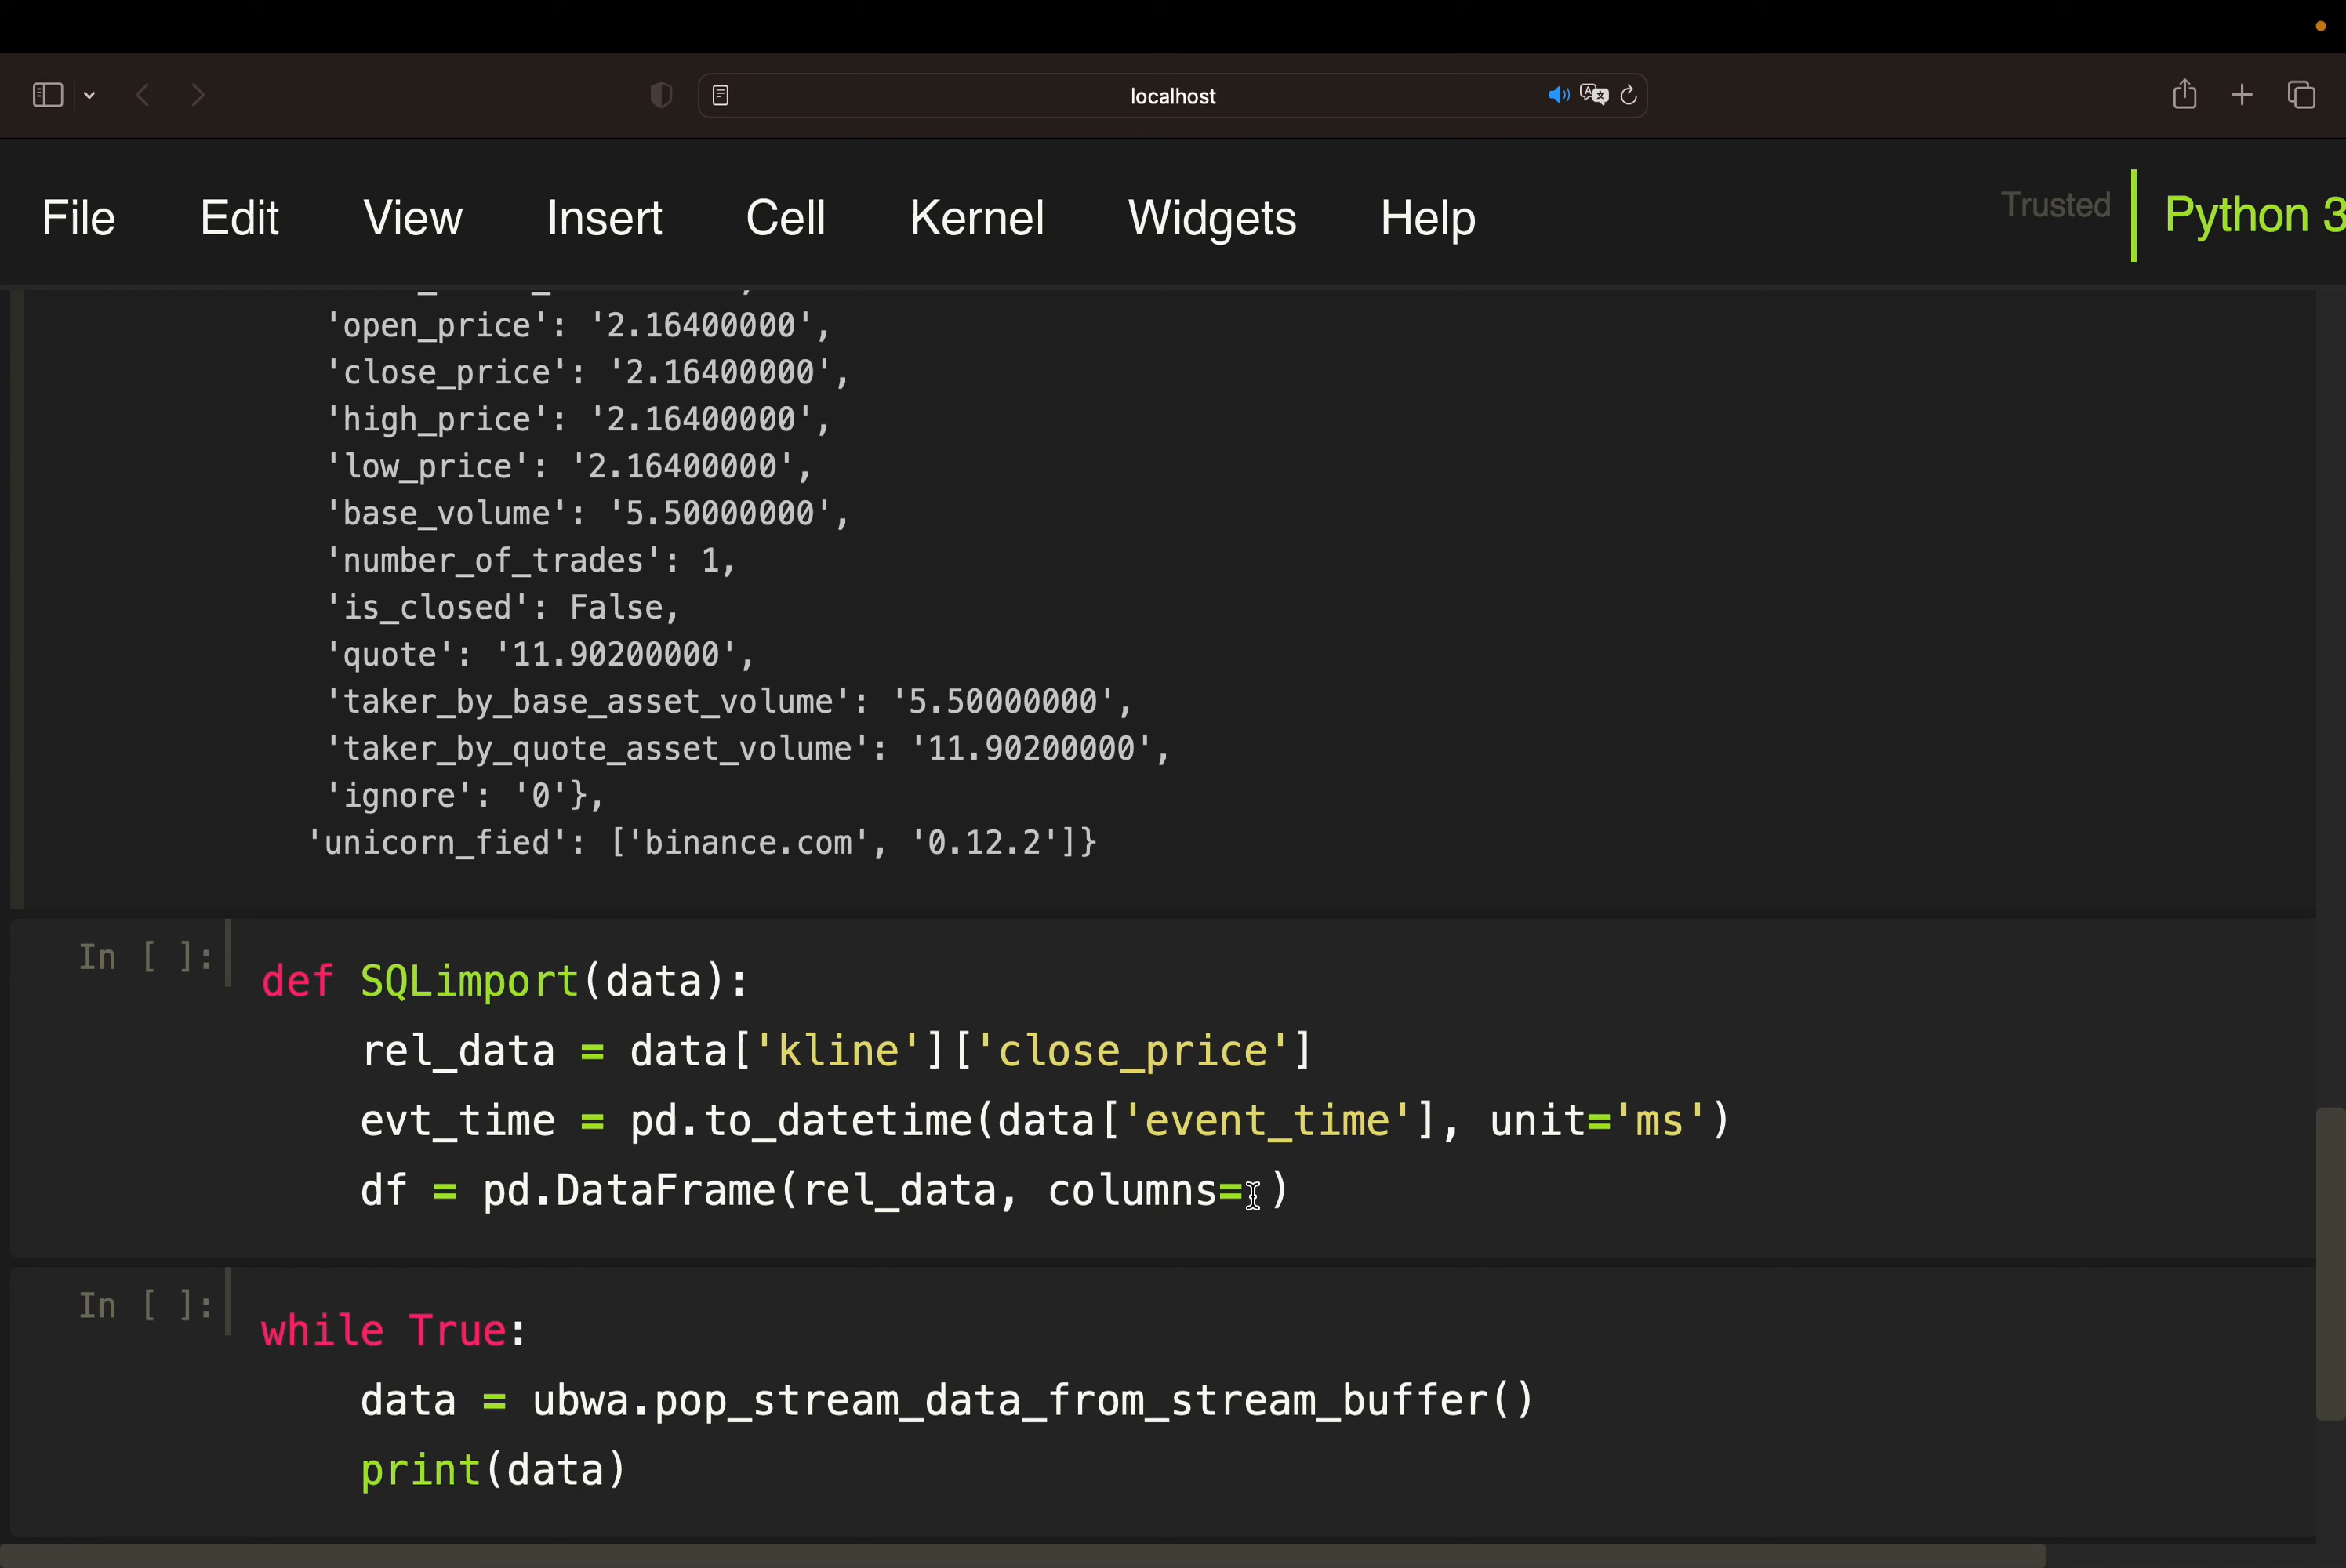 localhost
File Edit View Insert Cell Kernel Widgets Help Trusted Python 3
'open_price': '2.16400000',
'close_price': '2.16400000',
'high_price': '2.16400000',
'low_price': '2.16400000',
'base_volume': '5.50000000',
'number_of_trades': 1,
'is_closed': False,
'quote': '11.90200000',
'taker_by_base_asset_volume': '5.50000000',
'taker_by_quote_asset_volume': '11.90200000',
'ignore': '0'},
'unicorn_fied': ['binance.com', '0.12.2']}
In [ ]:
def SQLimport(data):
rel_data = data['kline']['close_price']
evt_time = pd.to_datetime(data['event_time'], unit='ms')
df = pd.DataFrame(rel_data, columns= )
In [ ]:
while True:
data = ubwa.pop_stream_data_from_stream_buffer()
print(data)